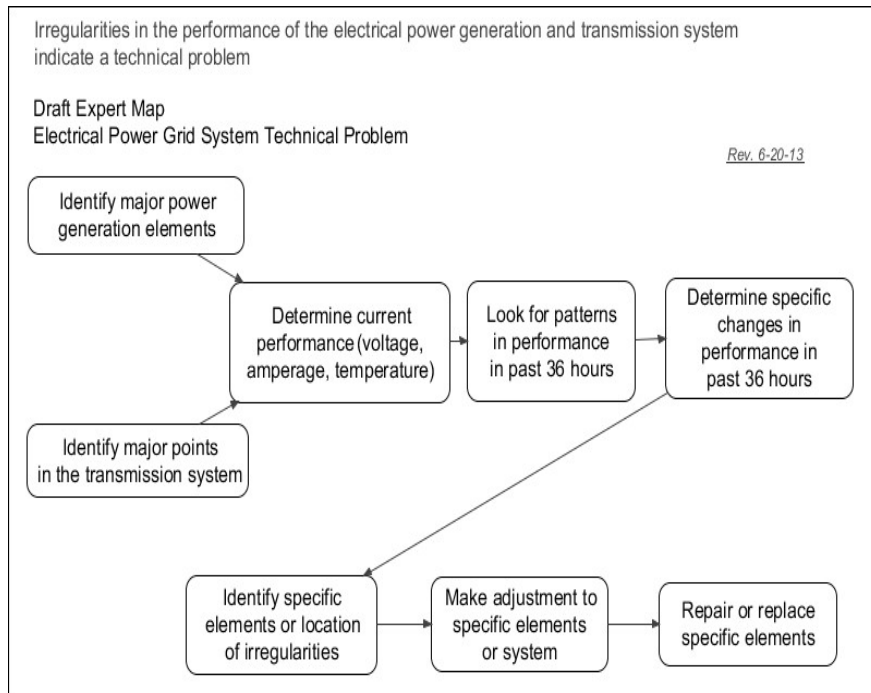 Irregularities in the performance of the electrical power generation and transmission system
indicate a technical problem
Draft Expert Map
Electrical Power Grid System Technical Problem
Rev. 6-20-13
Identify major power
generation elements
Identify major points
in the transmission system
Determine current
performance (voltage,
amperage, temperature)
Look for patterns
in performance
in past 36 hours
Determine specific
changes in
performance in
past 36 hours
Identify specific
elements or location
of irregularities
Make adjustment to
specific elements
or system
Repair or replace
specific elements